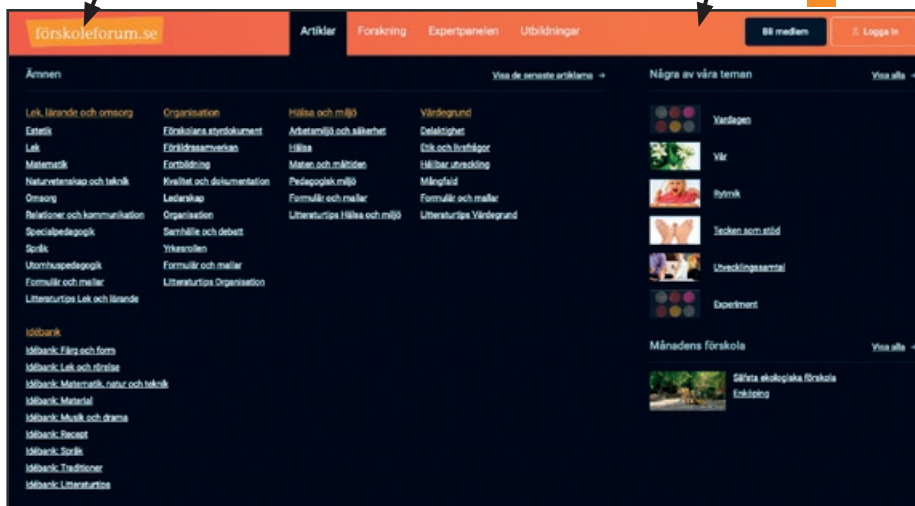 förskoleforum.se
Artiklar
Forskning
Expertpanelen
Utbildningar
Bli medlem
Logga in
Ämnen
Visa de senaste artiklarna →
Lek, lärande och omsorg
Estetik
Lek
Matematik
Naturvetenskap och teknik
Omsorg
Relationer och kommunikation
Specialpedagogik
Språk
Utomhuspedagogik
Formulär och mallar
Litteraturtips Lek och lärande
Organisation
Förskolans styrdokument
Föräldrasamverkan
Fortbildning
Kvalitet och dokumentation
Ledarskap
Organisation
Samhälle och debatt
Yrkesrollen
Formulär och mallar
Litteraturtips Organisation
Hälsa och miljö
Arbetsmiljö och säkerhet
Hälsa
Maten och måltiden
Pedagogisk miljö
Formulär och mallar
Litteraturtips Hälsa och miljö
Värdegrund
Delaktighet
Etik och livsfrågor
Hållbar utveckling
Mångfald
Formulär och mallar
Litteraturtips Värdegrund
Idébank
Idébank: Färg och form
Idébank: Lek och rörelse
Idébank: Matematik, natur och teknik
Idébank: Material
Idébank: Musik och drama
Idébank: Recept
Idébank: Språk
Idébank: Traditioner
Idébank: Litteraturtips
Några av våra teman
Visa alla →
Vardagen
Vår
Rytmik
Tecken som stöd
Utvecklingssamtal
Experiment
Månadens förskola
Visa alla →
Säfsta ekologiska förskola
Enköping